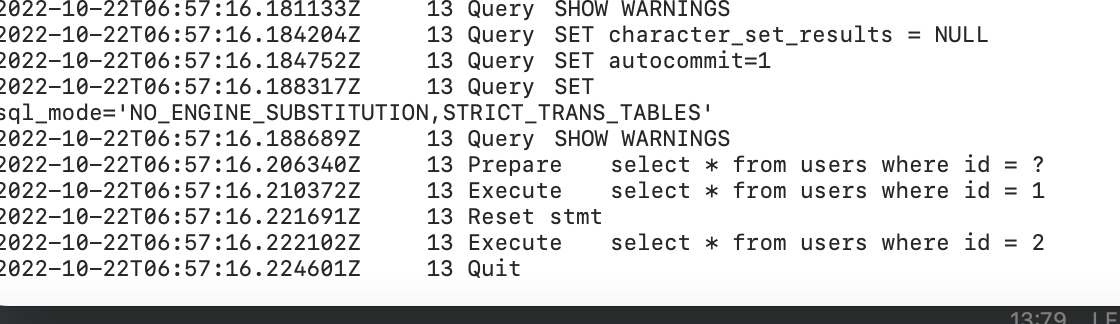 2022-10-22T06:57:16.181133Z 13 Query SHOW WARNINGS
2022-10-22T06:57:16.184204Z 13 Query SET character_set_results = NULL
2022-10-22T06:57:16.184752Z 13 Query SET autocommit=1
2022-10-22T06:57:16.188317Z 13 Query SET
sql_mode='NO_ENGINE_SUBSTITUTION,STRICT_TRANS_TABLES'
2022-10-22T06:57:16.188689Z 13 Query SHOW WARNINGS
2022-10-22T06:57:16.206340Z 13 Prepare select * from users where id = ?
2022-10-22T06:57:16.210372Z 13 Execute select * from users where id = 1
2022-10-22T06:57:16.221691Z 13 Reset stmt
2022-10-22T06:57:16.222102Z 13 Execute select * from users where id = 2
2022-10-22T06:57:16.224601Z 13 Quit
13:79